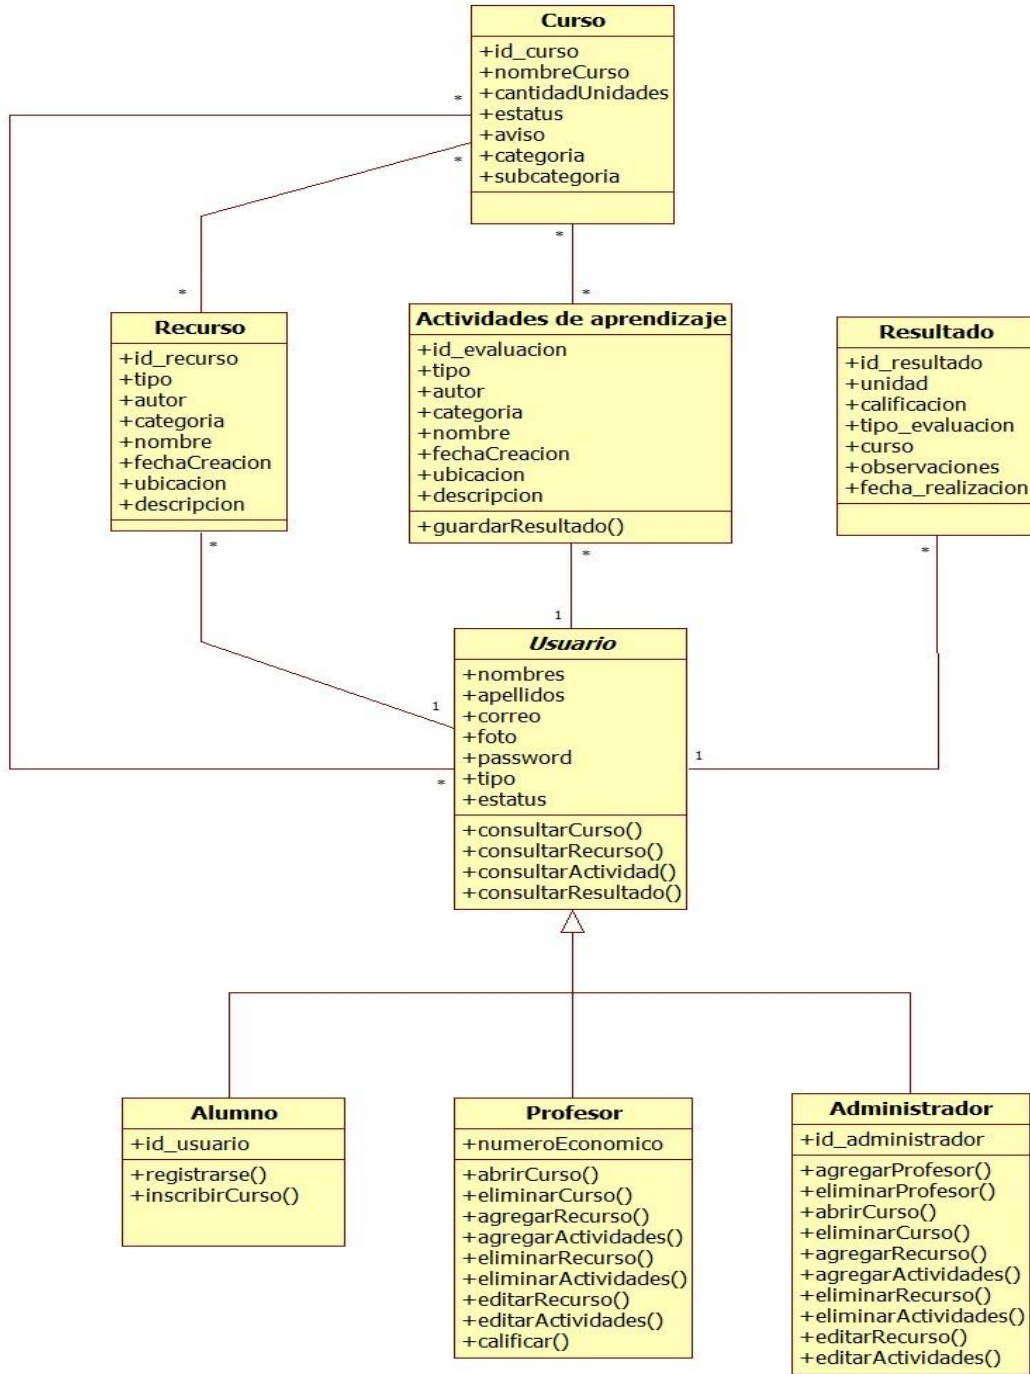 Curso
+id_curso
+nombreCurso
+cantidadUnidades
+estatus
+aviso
+categoria
+subcategoria
*
*
*
*
*
Recurso
+id_recurso
+tipo
+autor
+categoria
+nombre
+fechaCreacion
+ubicacion
+descripcion
*
Actividades de aprendizaje
+id_evaluacion
+tipo
+autor
+categoria
+nombre
+fechaCreacion
+ubicacion
+descripcion
+guardarResultado()
*
Resultado
+id_resultado
+unidad
+calificacion
+tipo_evaluacion
+curso
+observaciones
+fecha_realizacion
*
1
1
1
*
Usuario
+nombres
+apellidos
+correo
+foto
+password
+tipo
+estatus
+consultarCurso()
+consultarRecurso()
+consultarActividad()
+consultarResultado()
Alumno
+id_usuario
+registrarse()
+inscribirCurso()
Profesor
+numeroEconomico
+abrirCurso()
+eliminarCurso()
+agregarRecurso()
+agregarActividades()
+eliminarRecurso()
+eliminarActividades()
+editarRecurso()
+editarActividades()
+calificar()
Administrador
+id_administrador
+agregarProfesor()
+eliminarProfesor()
+abrirCurso()
+eliminarCurso()
+agregarRecurso()
+agregarActividades()
+eliminarRecurso()
+eliminarActividades()
+editarRecurso()
+editarActividades()